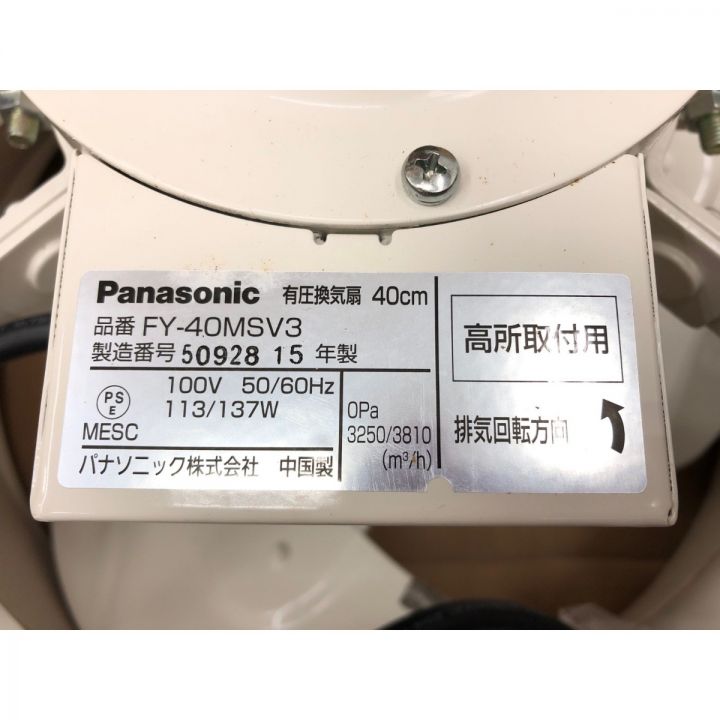 Panasonic 有圧換気扇 40cm
品番 FY-40MSV3
製造番号 50928 15 年製
PS
E
MESC
100V 50/60Hz
113/137W
0Pa
3250/3810
(m³/h)
パナソニック株式会社 中国製
高所取付用
排気回転方向